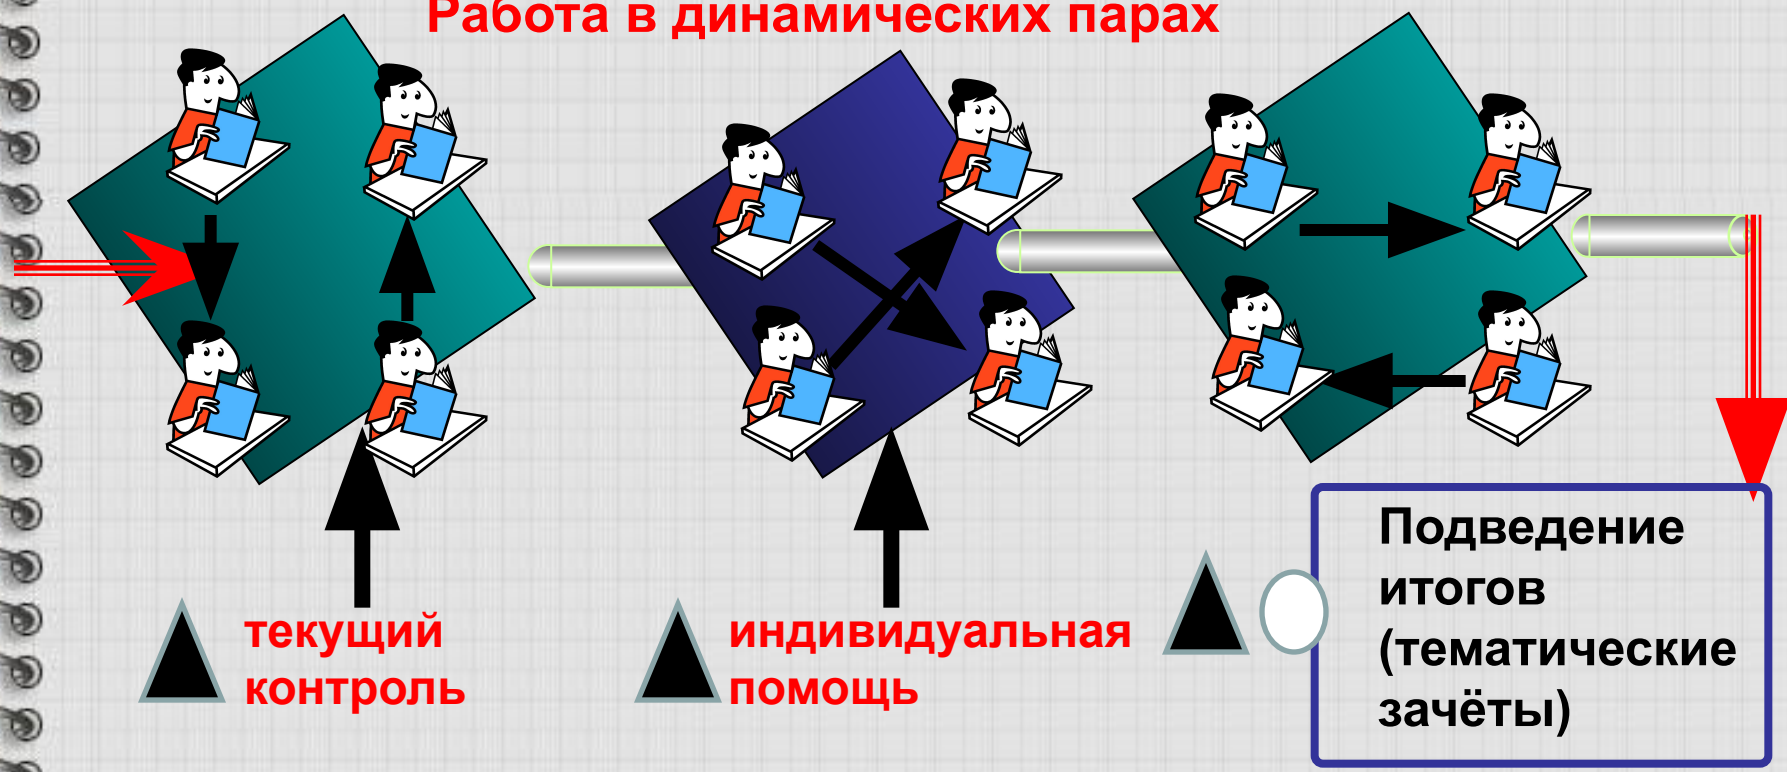 Работа в динамических парах
текущий
контроль
индивидуальная
помощь
Подведение
итогов
(тематические
зачёты)